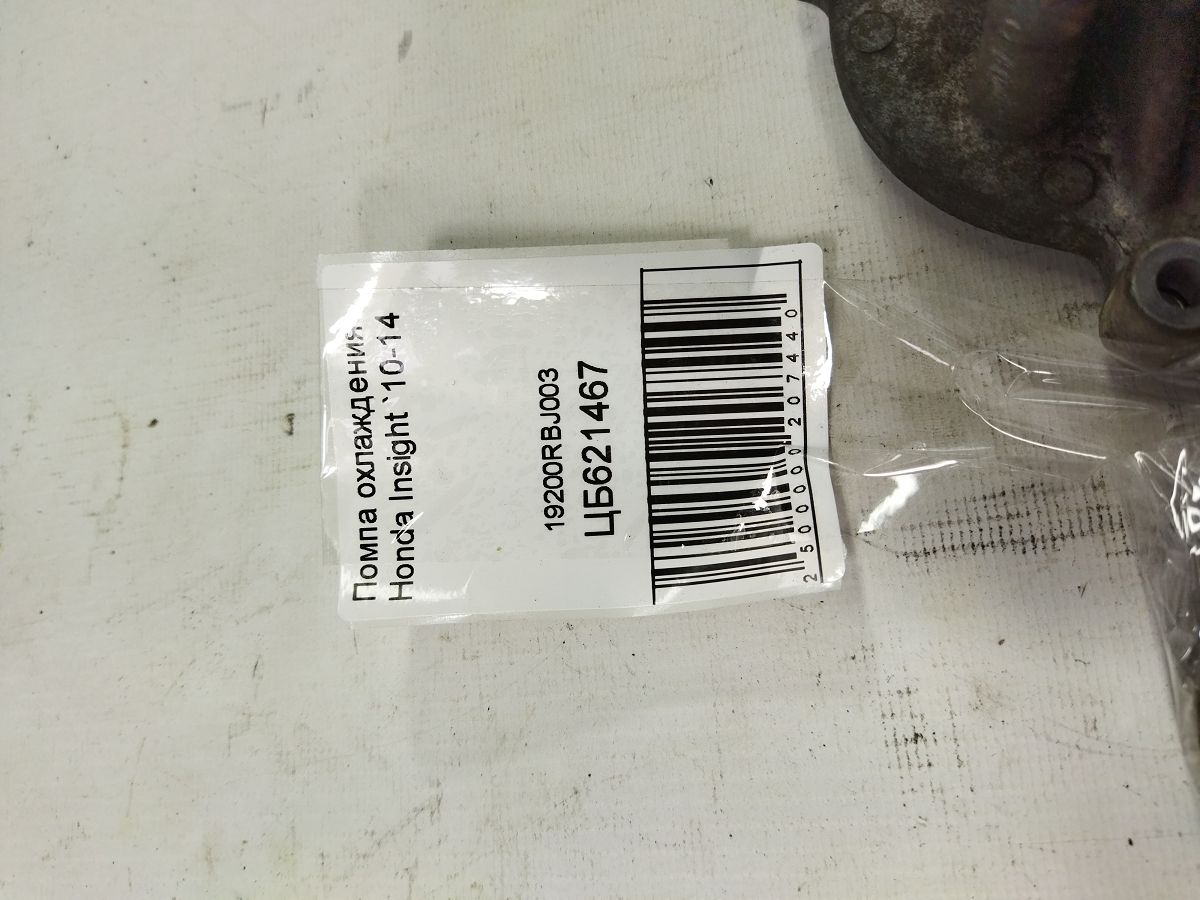 Помпа охлаждения
Honda Insight `10-14
19200RBJ003
ЦБ621467
2500000207440